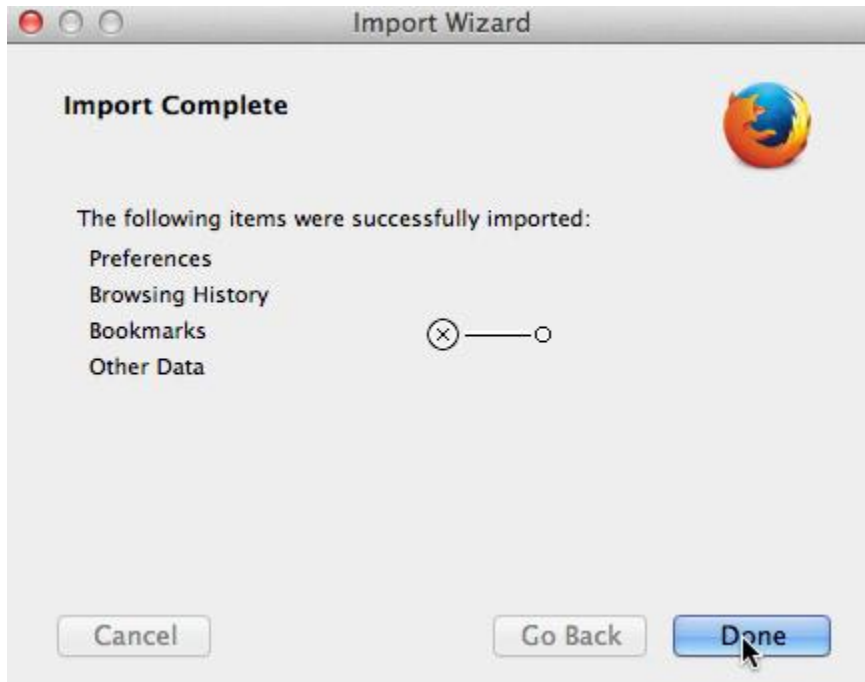 Import Wizard
Import Complete
The following items were successfully imported:
Preferences
Browsing History
Bookmarks
Other Data
Cancel
Go Back
Done